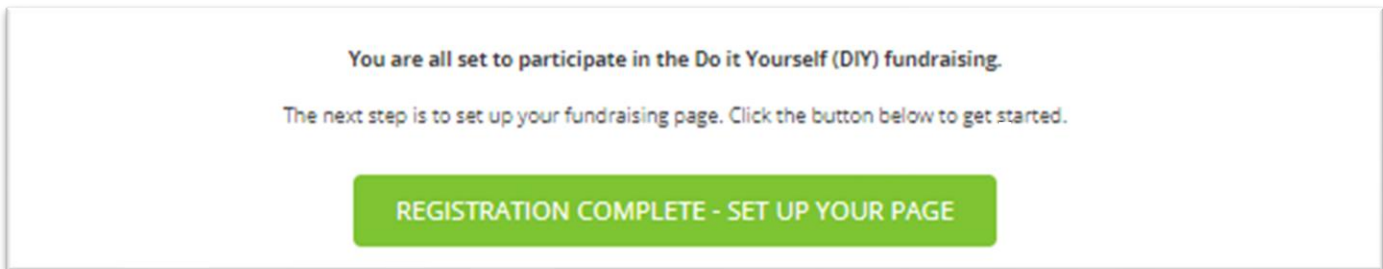 You are all set to participate in the Do it Yourself (DIY) fundraising.
The next step is to set up your fundraising page. Click the button below to get started.
REGISTRATION COMPLETE - SET UP YOUR PAGE